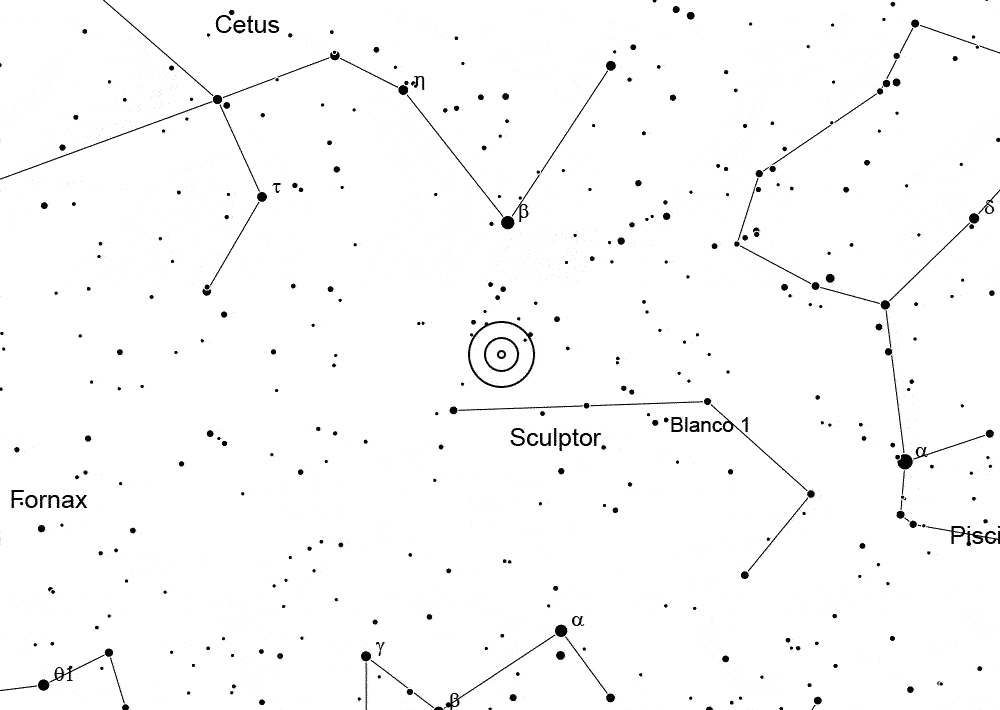 Cetus
η
τ
β
δ
Blanco 1
Sculptor
α
Fornax
Pisci
α
γ
θ1
β